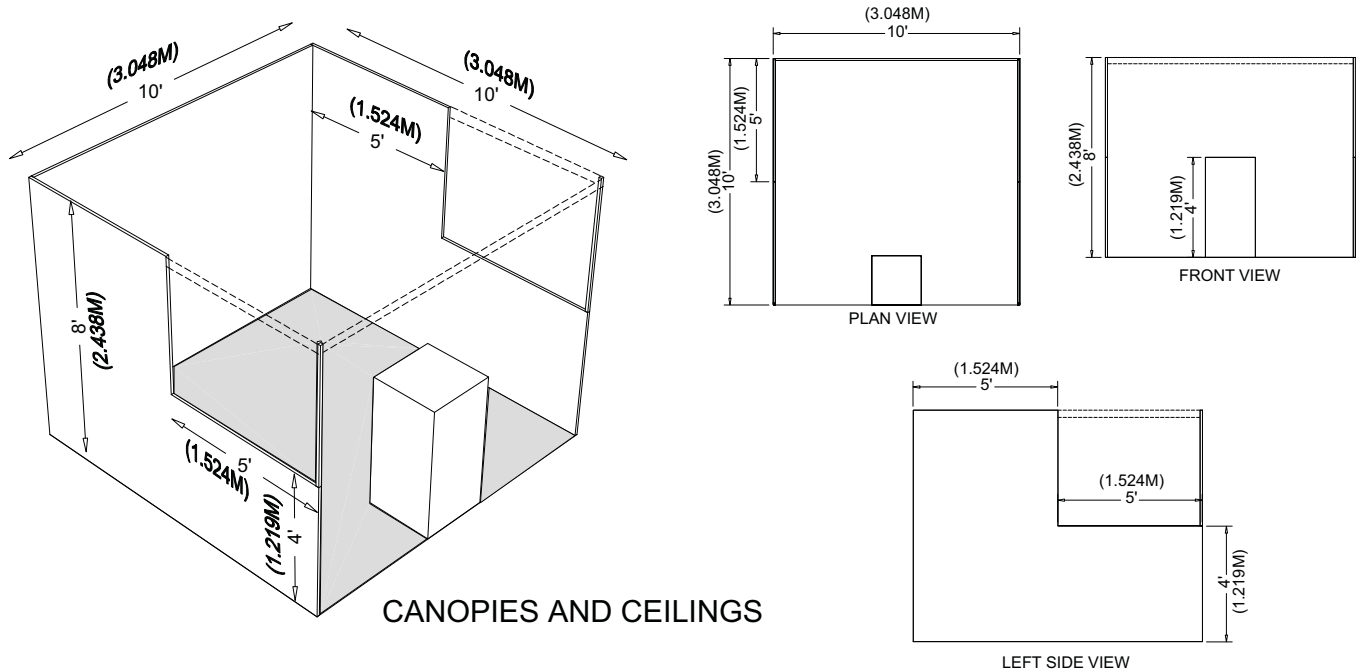 (3.048M)
10'
(3.048M)
10'
(1.524M)
5'
8'
(2.438M)
5'
(1.524M)
4'
(1.219M)
CANOPIES AND CEILINGS
(3.048M)
10'
(1.524M)
5'
(3.048M)
10'
PLAN VIEW
(2.438M)
8'
(1.219M)
4'
FRONT VIEW
(1.524M)
5'
(1.524M)
5'
4'
(1.219M)
LEFT SIDE VIEW